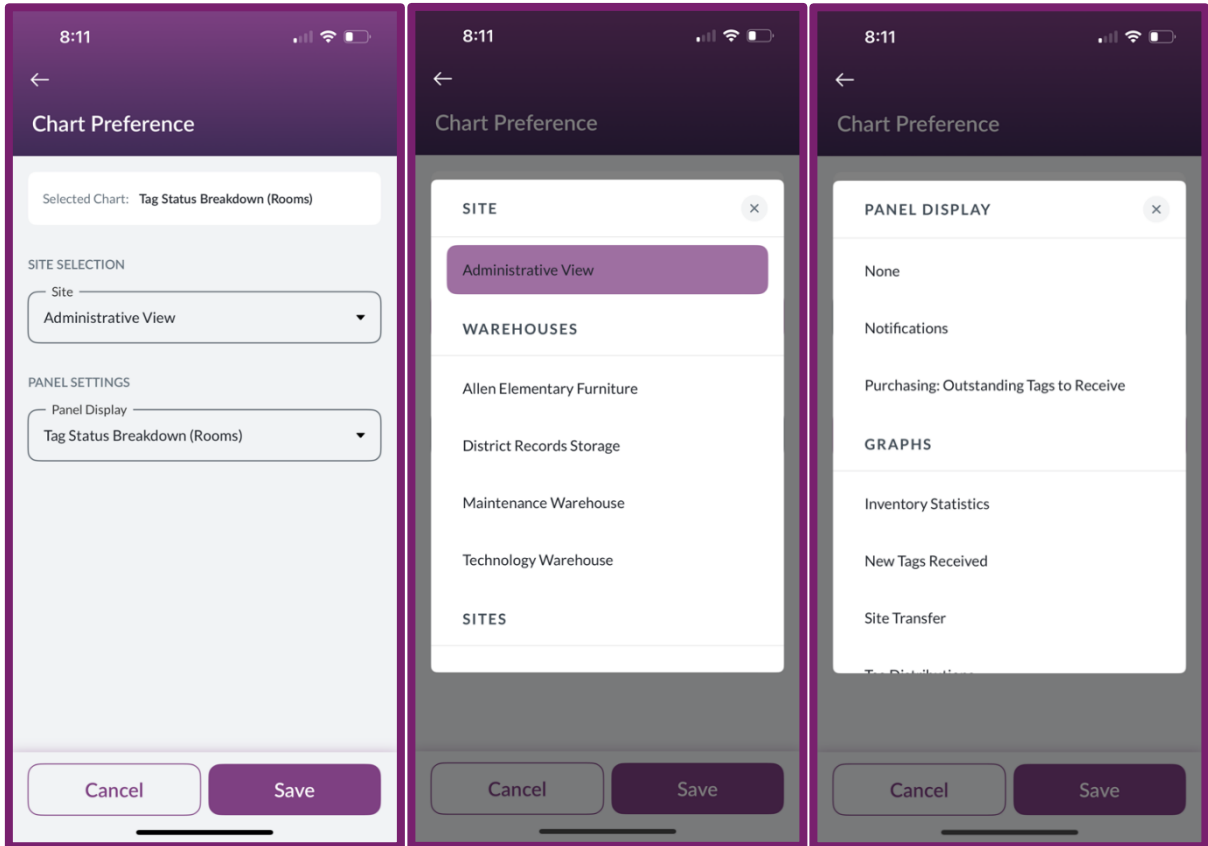 8:11
Chart Preference
Selected Chart: Tag Status Breakdown (Rooms)
SITE SELECTION
Site
Administrative View
PANEL SETTINGS
Panel Display
Tag Status Breakdown (Rooms)
Cancel Save
8:11
Chart Preference
SITE
Administrative View
WAREHOUSES
Allen Elementary Furniture
District Records Storage
Maintenance Warehouse
Technology Warehouse
SITES
Cancel Save
8:11
Chart Preference
PANEL DISPLAY
None
Notifications
Purchasing: Outstanding Tags to Receive
GRAPHS
Inventory Statistics
New Tags Received
Site Transfer
Cancel Save